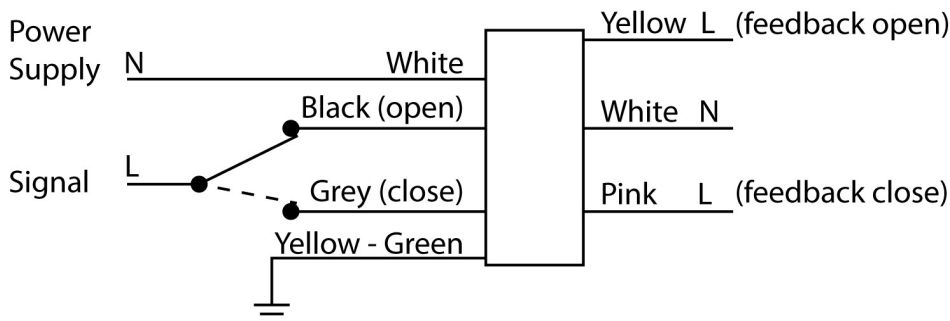 Power
Supply N
White
Black (open)
L
Signal
Grey (close)
Yellow - Green
Yellow L (feedback open)
White N
Pink L (feedback close)